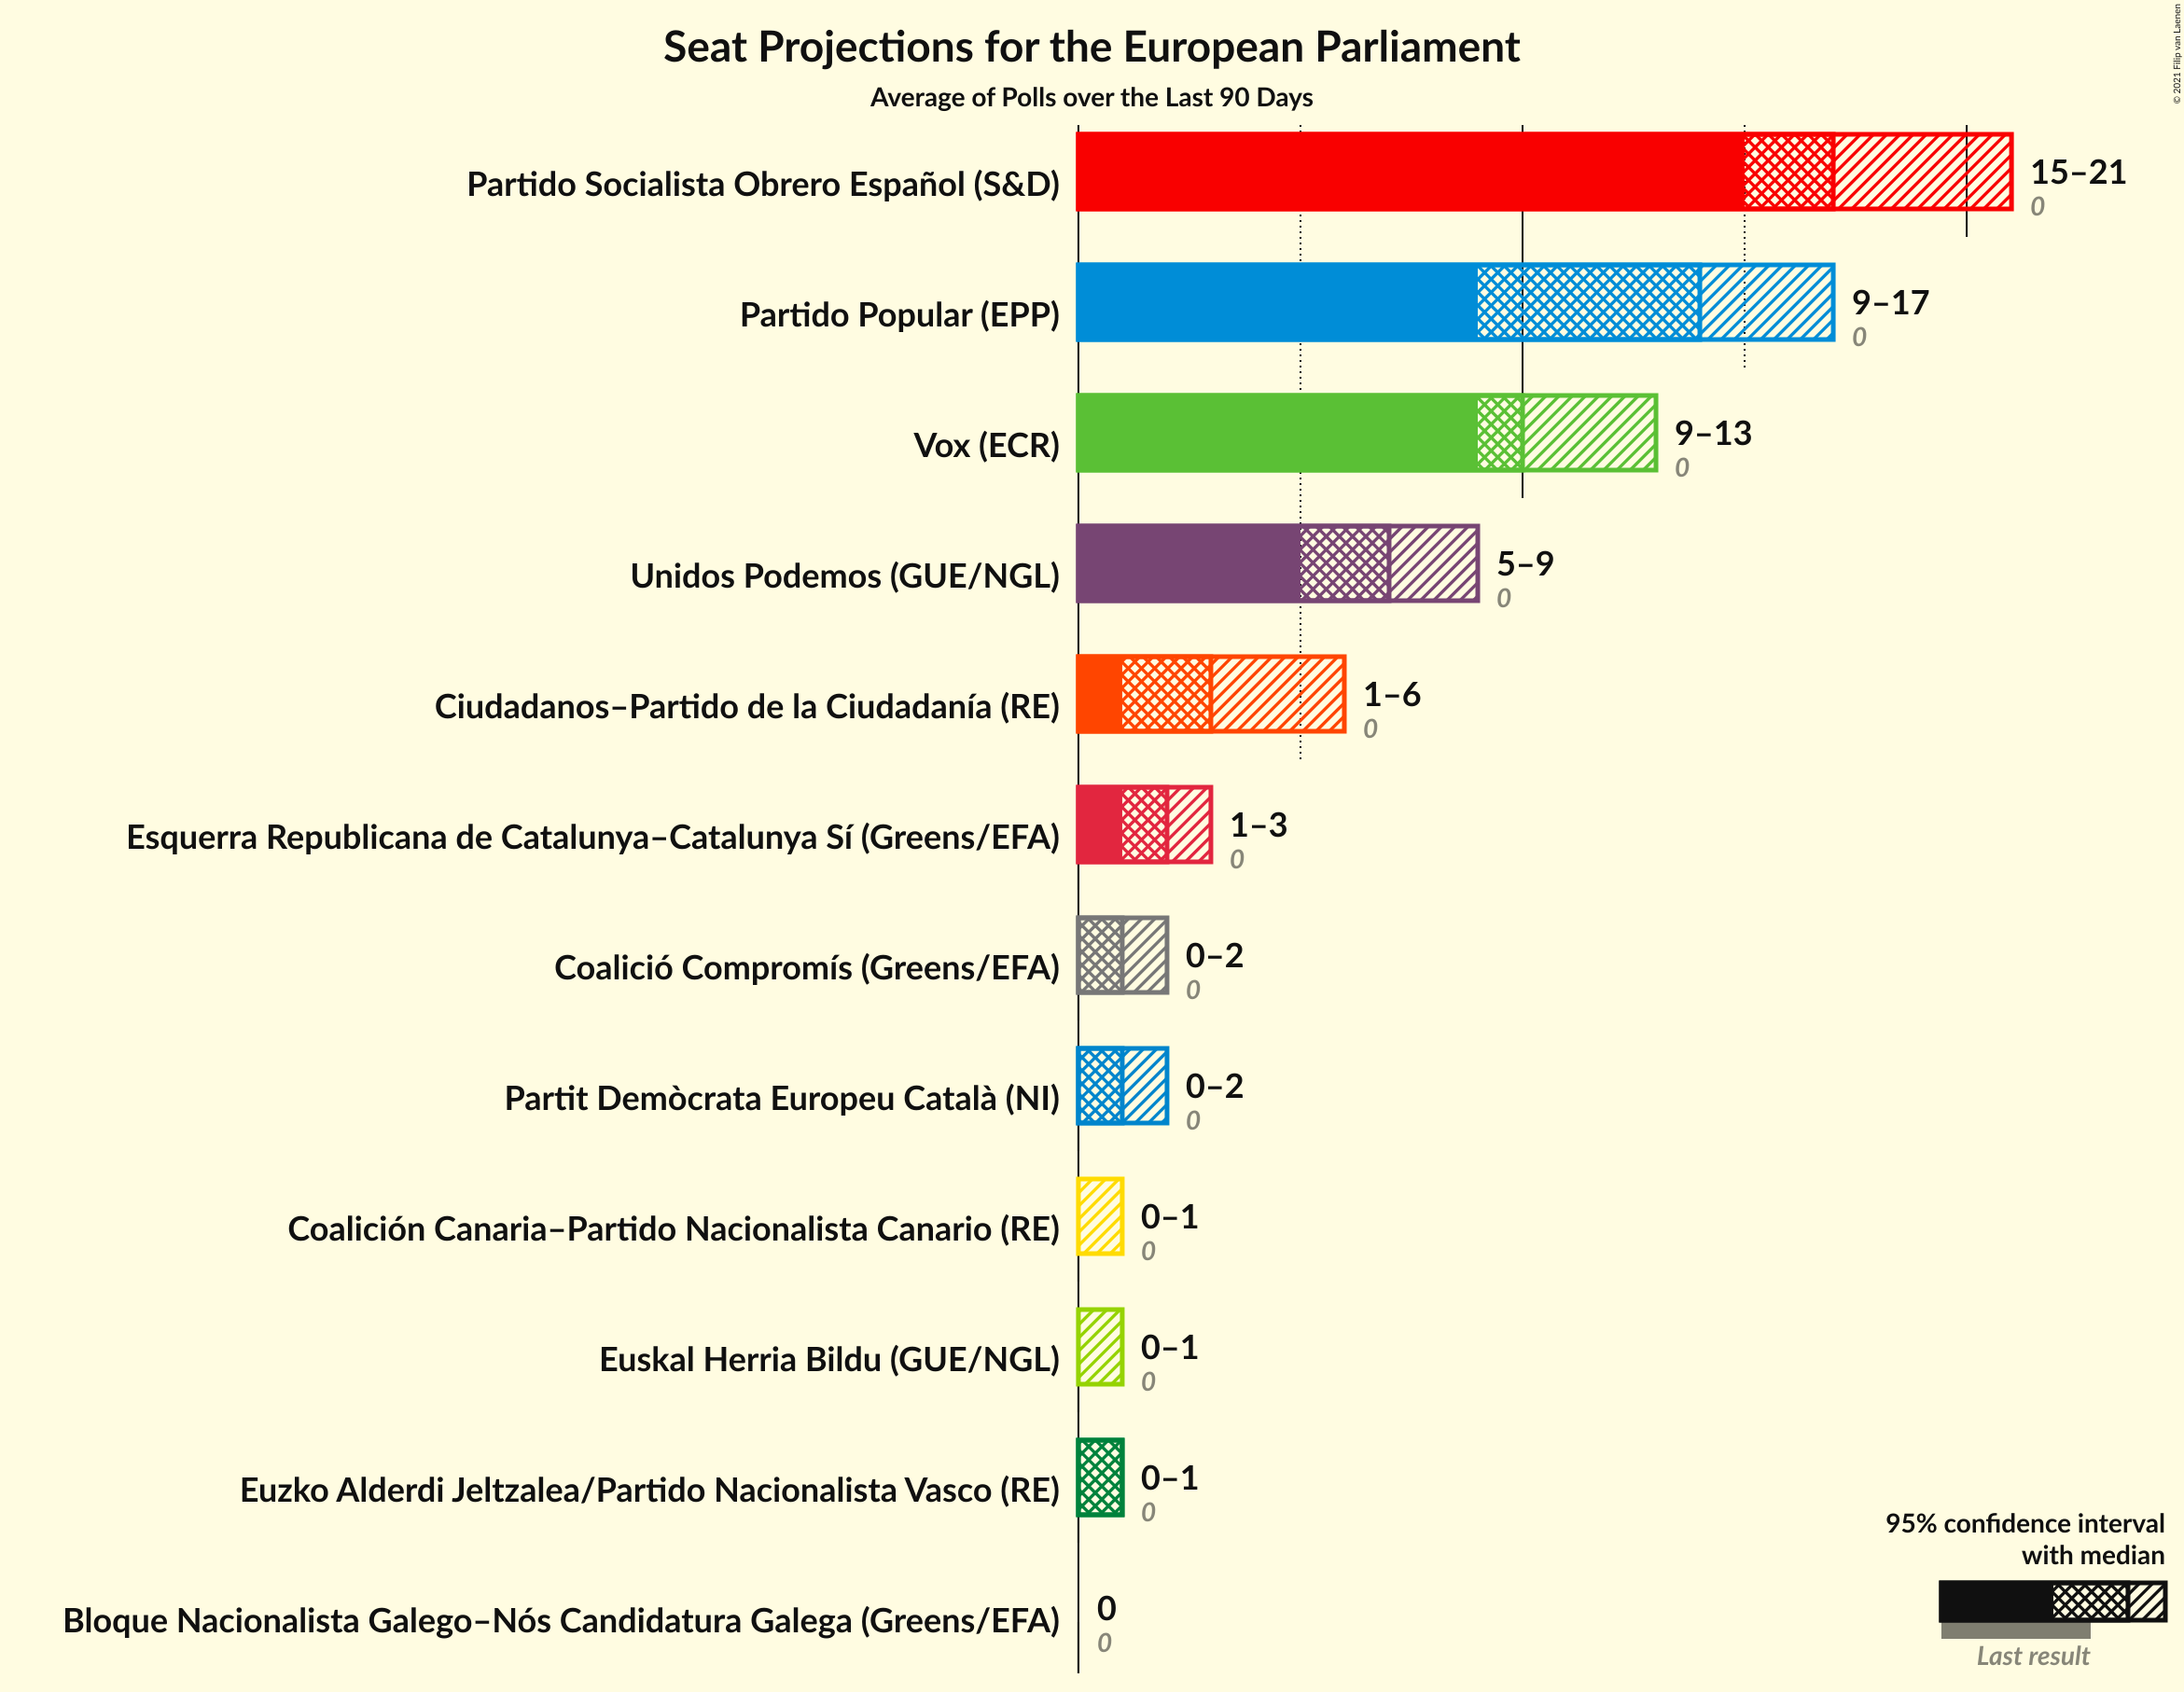 © 2021 Filip van Laenen
Seat Projections for the European Parliament
Average of Polls over the Last 90 Days
Partido Socialista Obrero Español (S&D)
15–21
0
Partido Popular (EPP)
9–17
0
Vox (ECR)
9–13
0
Unidos Podemos (GUE/NGL)
5–9
0
Ciudadanos–Partido de la Ciudadanía (RE)
1–6
0
Esquerra Republicana de Catalunya–Catalunya Sí (Greens/EFA)
1–3
0
Coalició Compromís (Greens/EFA)
0–2
0
Partit Demòcrata Europeu Català (NI)
0–2
0
Coalición Canaria–Partido Nacionalista Canario (RE)
0–1
0
Euskal Herria Bildu (GUE/NGL)
0–1
0
Euzko Alderdi Jeltzalea/Partido Nacionalista Vasco (RE)
0–1
0
Bloque Nacionalista Galego–Nós Candidatura Galega (Greens/EFA)
0
0
95% confidence interval
with median
Last result